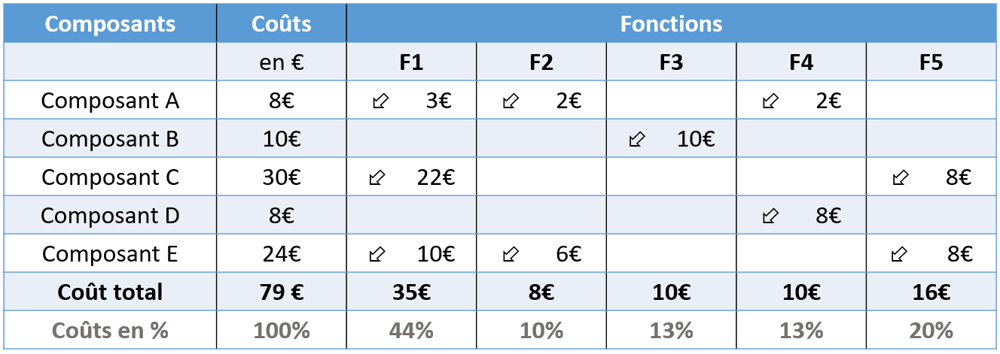 Composants Coûts Fonctions
en € F1 F2 F3 F4 F5
Composant A 8€ 3€ 2€ 2€
Composant B 10€ 10€
Composant C 30€ 22€ 8€
Composant D 8€ 8€
Composant E 24€ 10€ 6€ 8€
Coût total 79 € 35€ 8€ 10€ 10€ 16€
Coûts en % 100% 44% 10% 13% 13% 20%